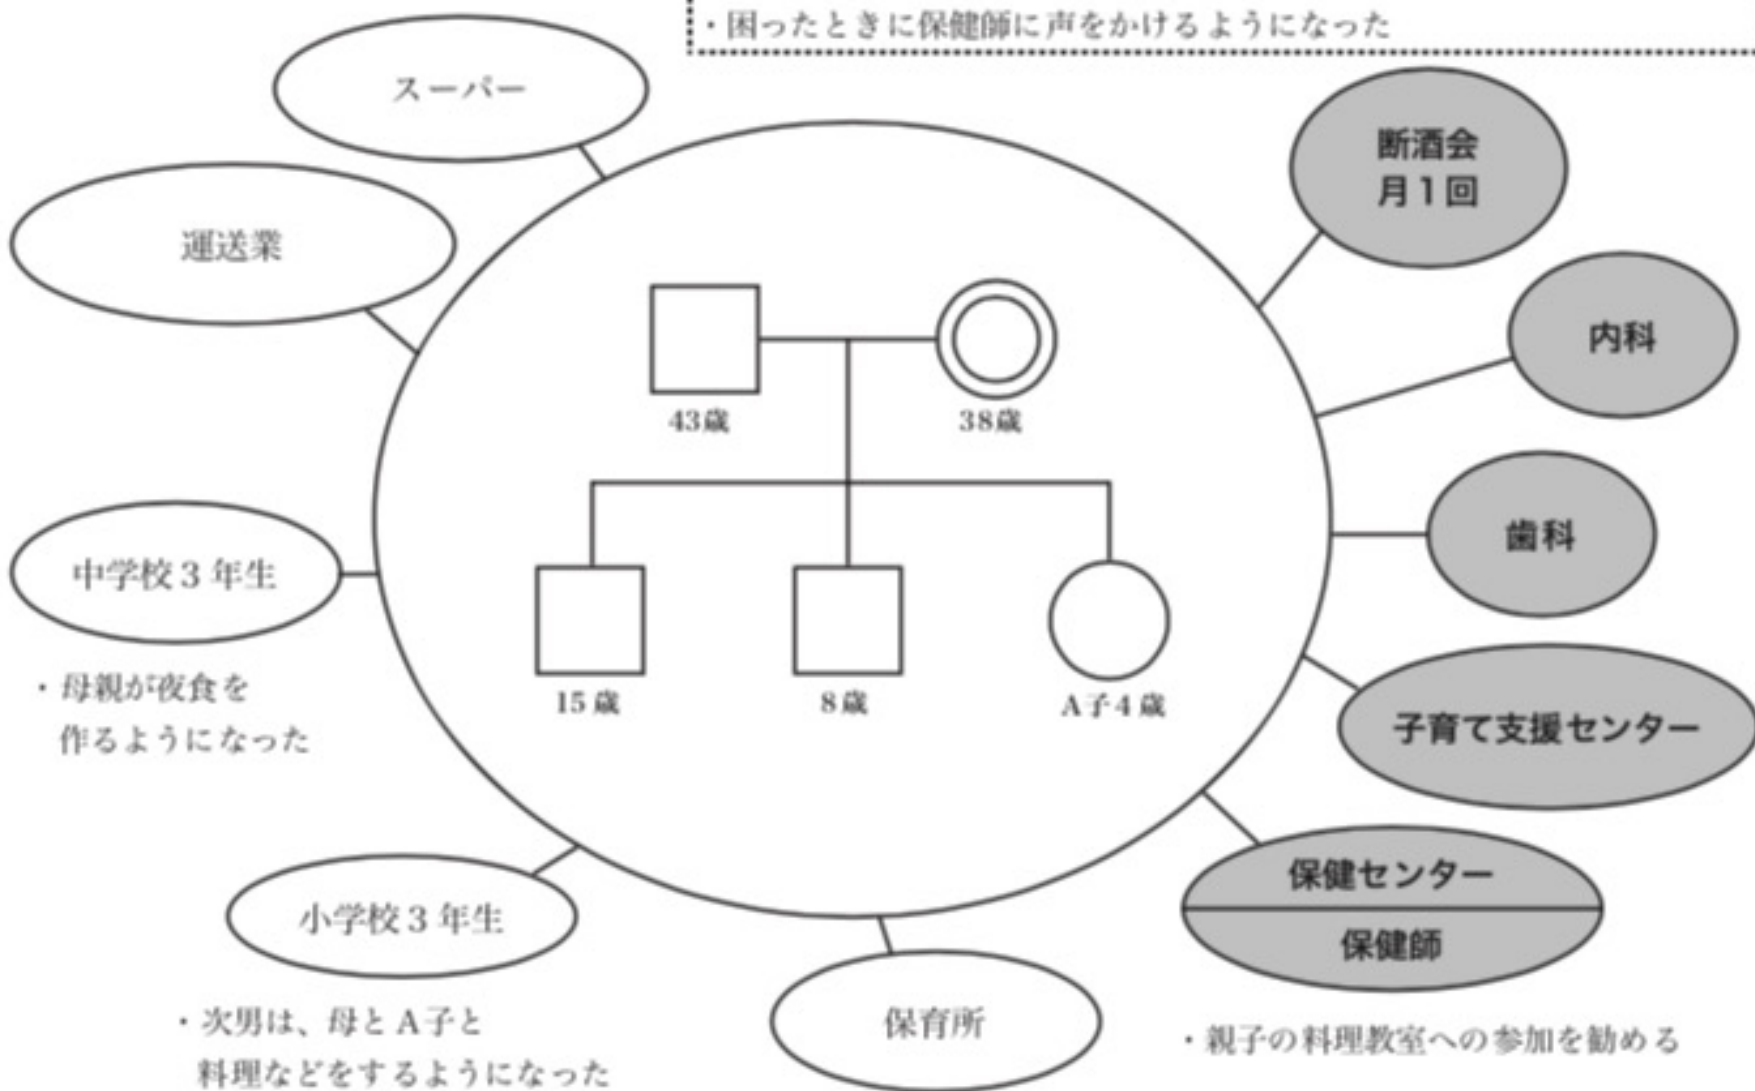 ・困ったときに保健師に声をかけるようになった
スーパー
断酒会
月1回
運送業
内科
43歳
38歳
歯科
中学校3年生
15歳
8歳
A子4歳
・母親が夜食を
作るようになった
子育て支援センター
保健センター
保健師
小学校3年生
保育所
・親子の料理教室への参加を勧める
・次男は、母とA子と
料理などをするようになった